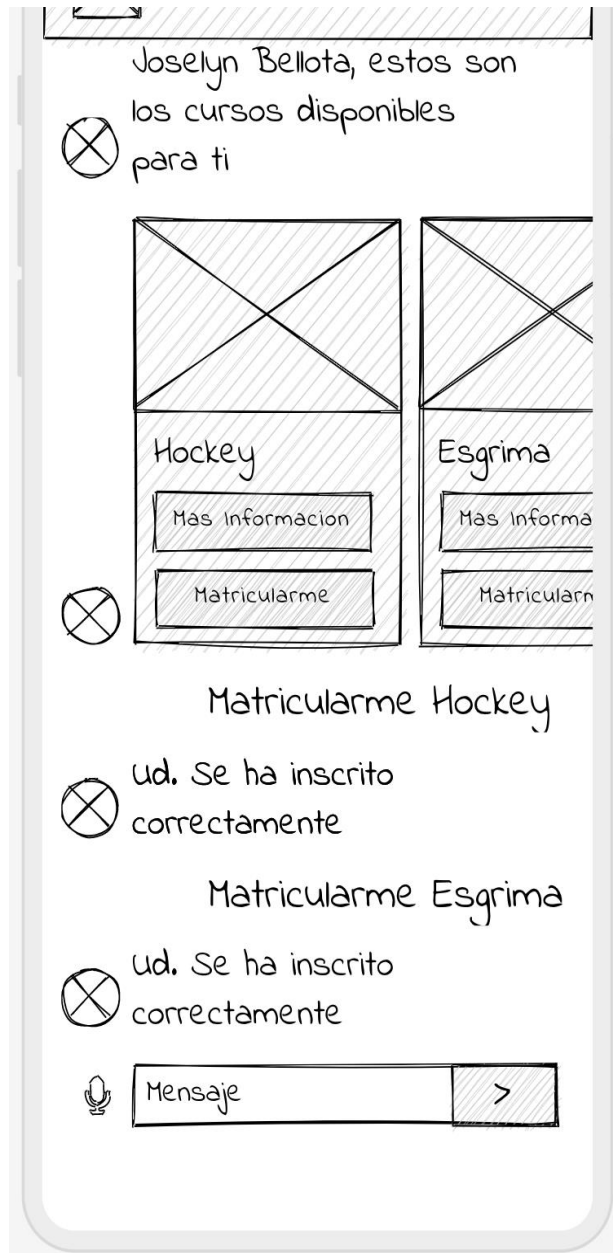 Joselyn Bellota, estos son
los cursos disponibles
para ti
Hockey
Esgrima
Mas Informacion
Mas Informa
Matricularme
Matricularm
Matricularme Hockey
ud. Se ha inscrito
correctamente
Matricularme Esgrima
ud. Se ha inscrito
correctamente
Mensaje
>